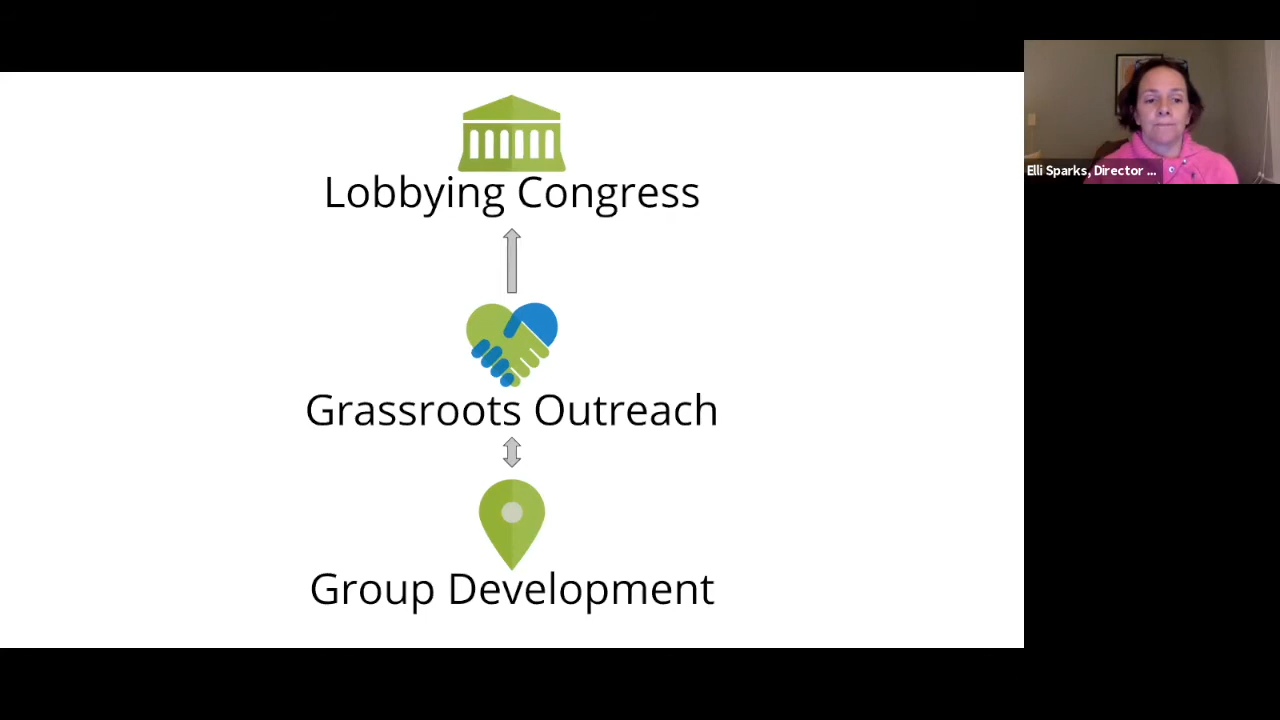 Lobbying Congress
Elli Sparks, Director ...
Grassroots Outreach
Group Development